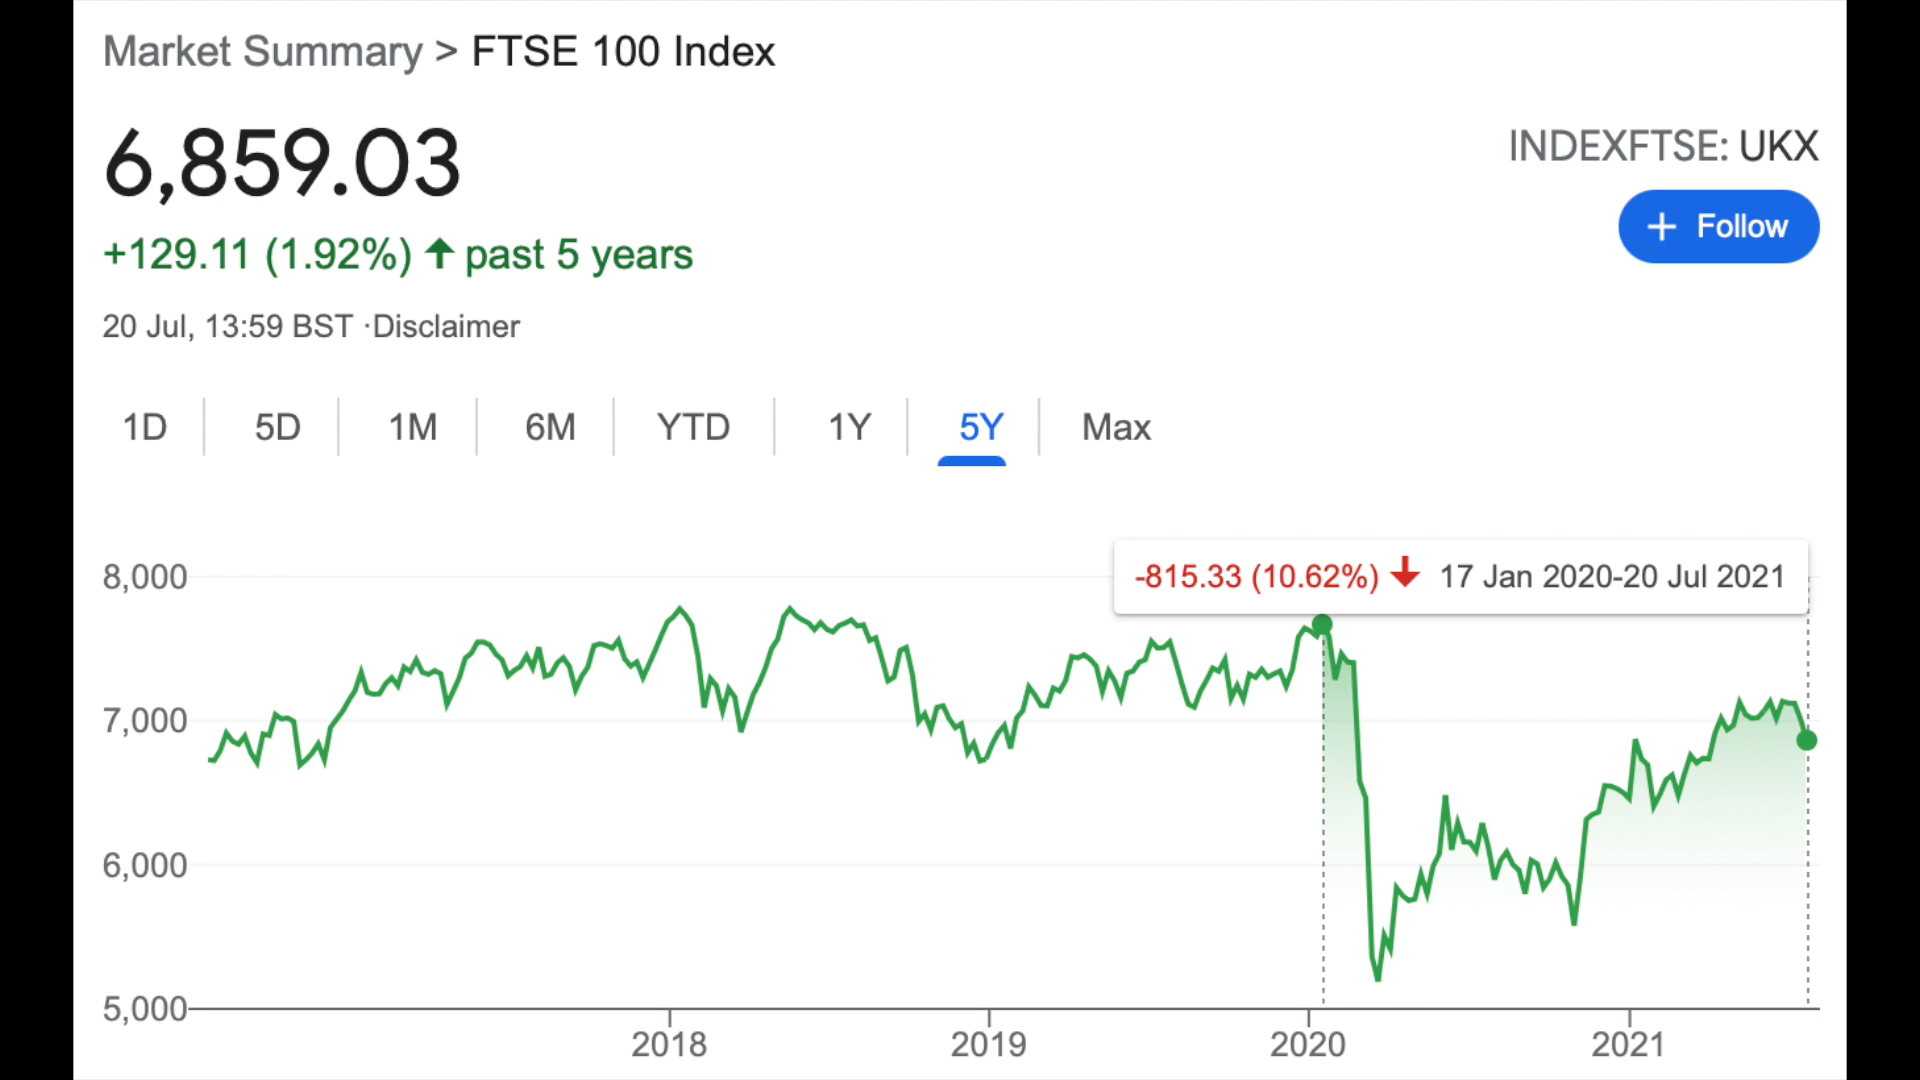 Market Summary > FTSE 100 Index
6,859.03
INDEXFTSE: UKX
+ Follow
+129.11 (1.92%) ↑ past 5 years
20 Jul, 13:59 BST ·Disclaimer
1D 5D 1M 6M YTD 1Y 5Y Max
-815.33 (10.62%) ↓ 17 Jan 2020-20 Jul 2021
8,000
7,000
6,000
5,000
2018 2019 2020 2021